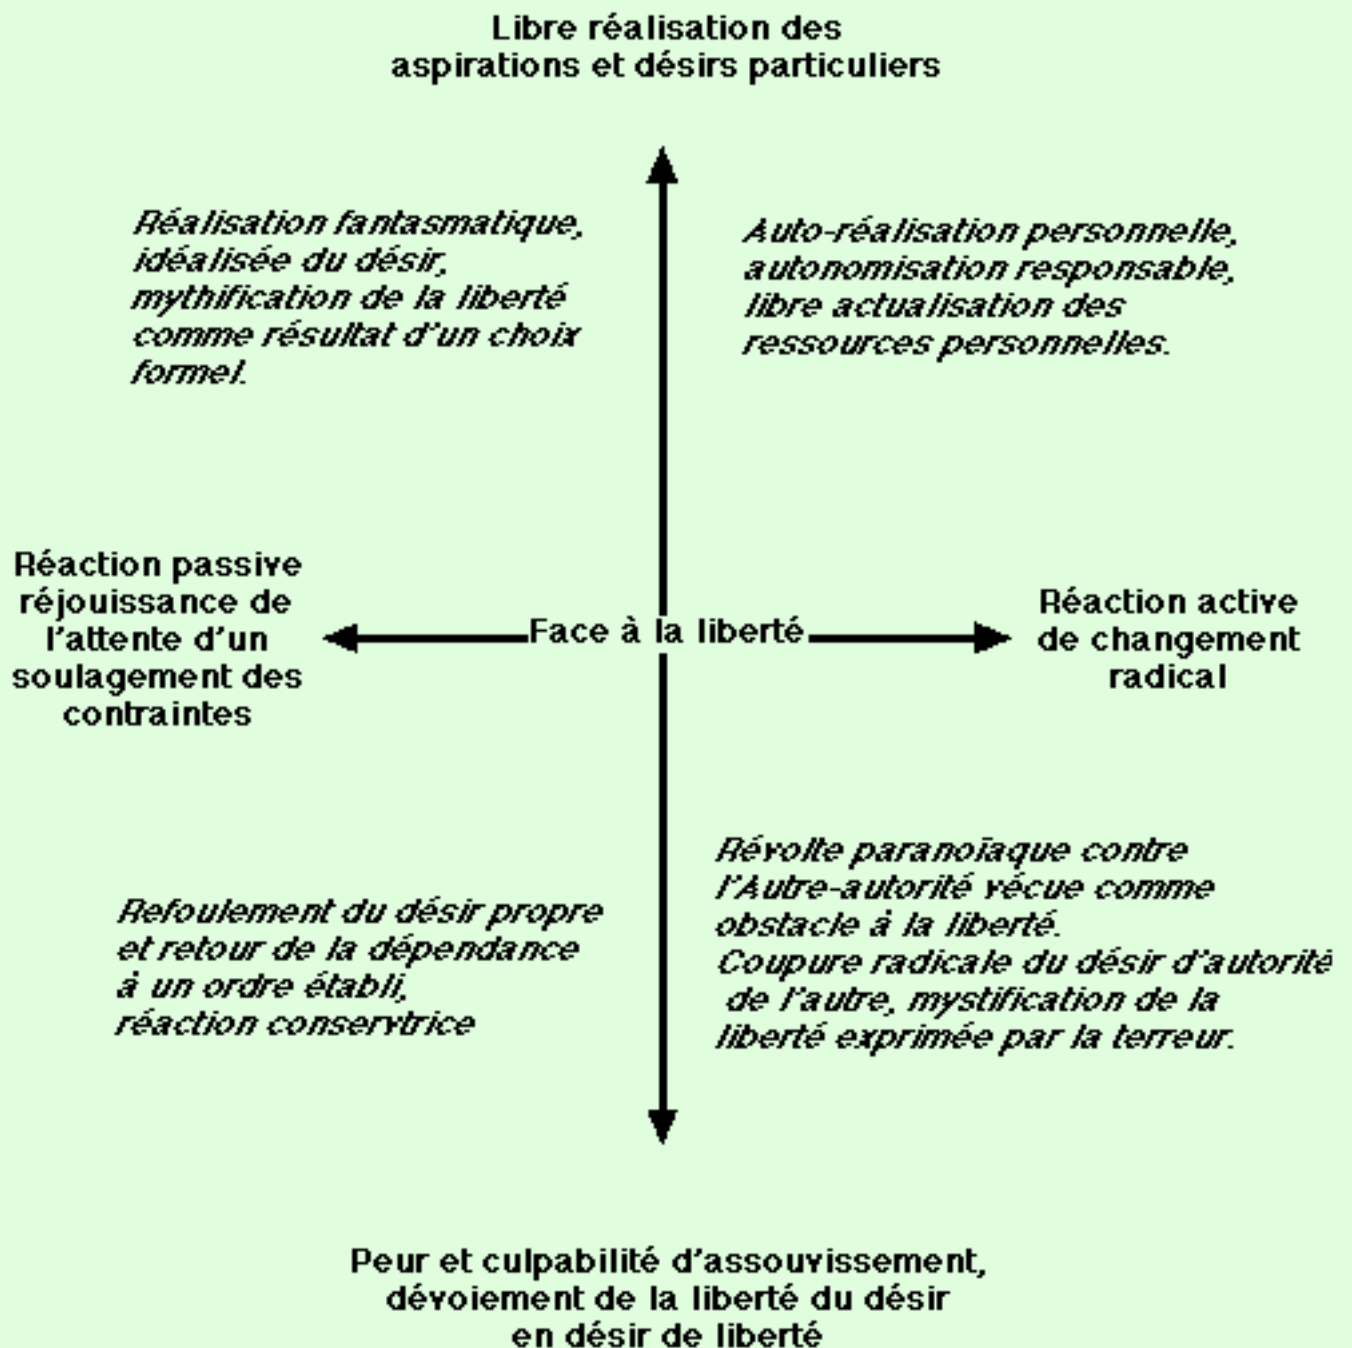 Libre réalisation des
aspirations et désirs particuliers
Réalisation fantasmatique,
idéalisée du désir,
mythification de la liberté
comme résultat d'un choix
formel.
Auto-réalisation personnelle,
autonomisation responsable,
libre actualisation des
ressources personnelles.
Réaction passive
réjouissance de
l'attente d'un
soulagement des
contraintes
Face à la liberté
Réaction active
de changement
radical
Refoulement du désir propre
et retour de la dépendance
à un ordre établi,
réaction conservtrice
Révolte paranoïaque contre
l'Autre-autorité vécue comme
obstacle à la liberté.
Coupure radicale du désir d'autorité
de l'autre, mystification de la
liberté exprimée par la terreur.
Peur et culpabilité d'assouvissement,
dévoiement de la liberté du désir
en désir de liberté